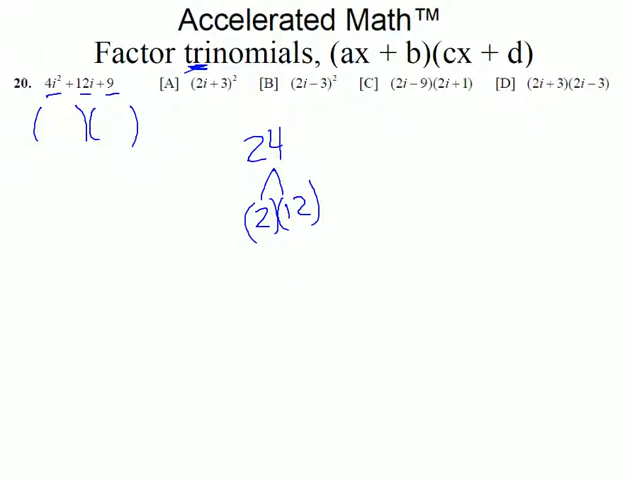 Accelerated Math™
Factor trinomials, (ax + b)(cx + d)
20. 4i² +12i+9 [A] (2i+3)² [B] (2i−3)² [C] (2i−9)(2i+1) [D] (2i+3)(2i−3)
( )( )
24
(2)(12)